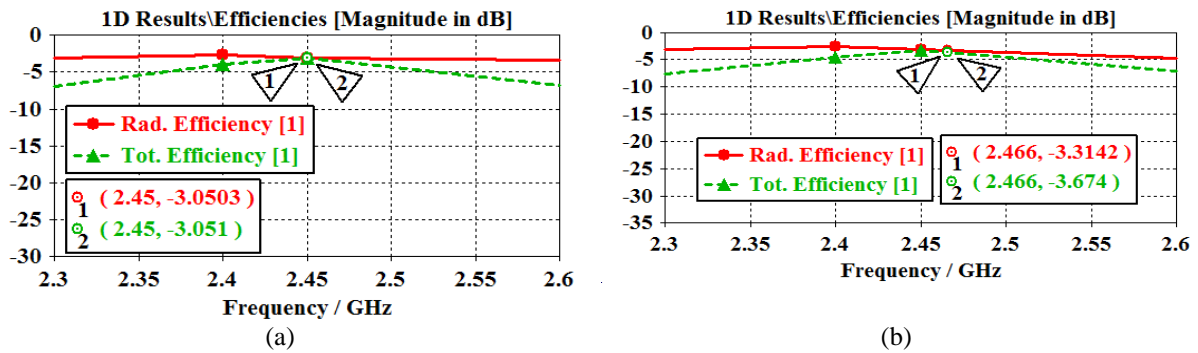 1D Results\Efficiencies [Magnitude in dB]
0
-5
-10
-15
-20
-25
-30
1
2
Rad. Efficiency [1]
Tot. Efficiency [1]
1 ( 2.45, -3.0503 )
2 ( 2.45, -3.051 )
2.3 2.35 2.4 2.45 2.5 2.55 2.6
Frequency / GHz
(a)
1D Results\Efficiencies [Magnitude in dB]
0
-5
-10
-15
-20
-25
-30
-35
1
2
Rad. Efficiency [1]
Tot. Efficiency [1]
1 ( 2.466, -3.3142 )
2 ( 2.466, -3.674 )
2.3 2.35 2.4 2.45 2.5 2.55 2.6
Frequency / GHz
(b)